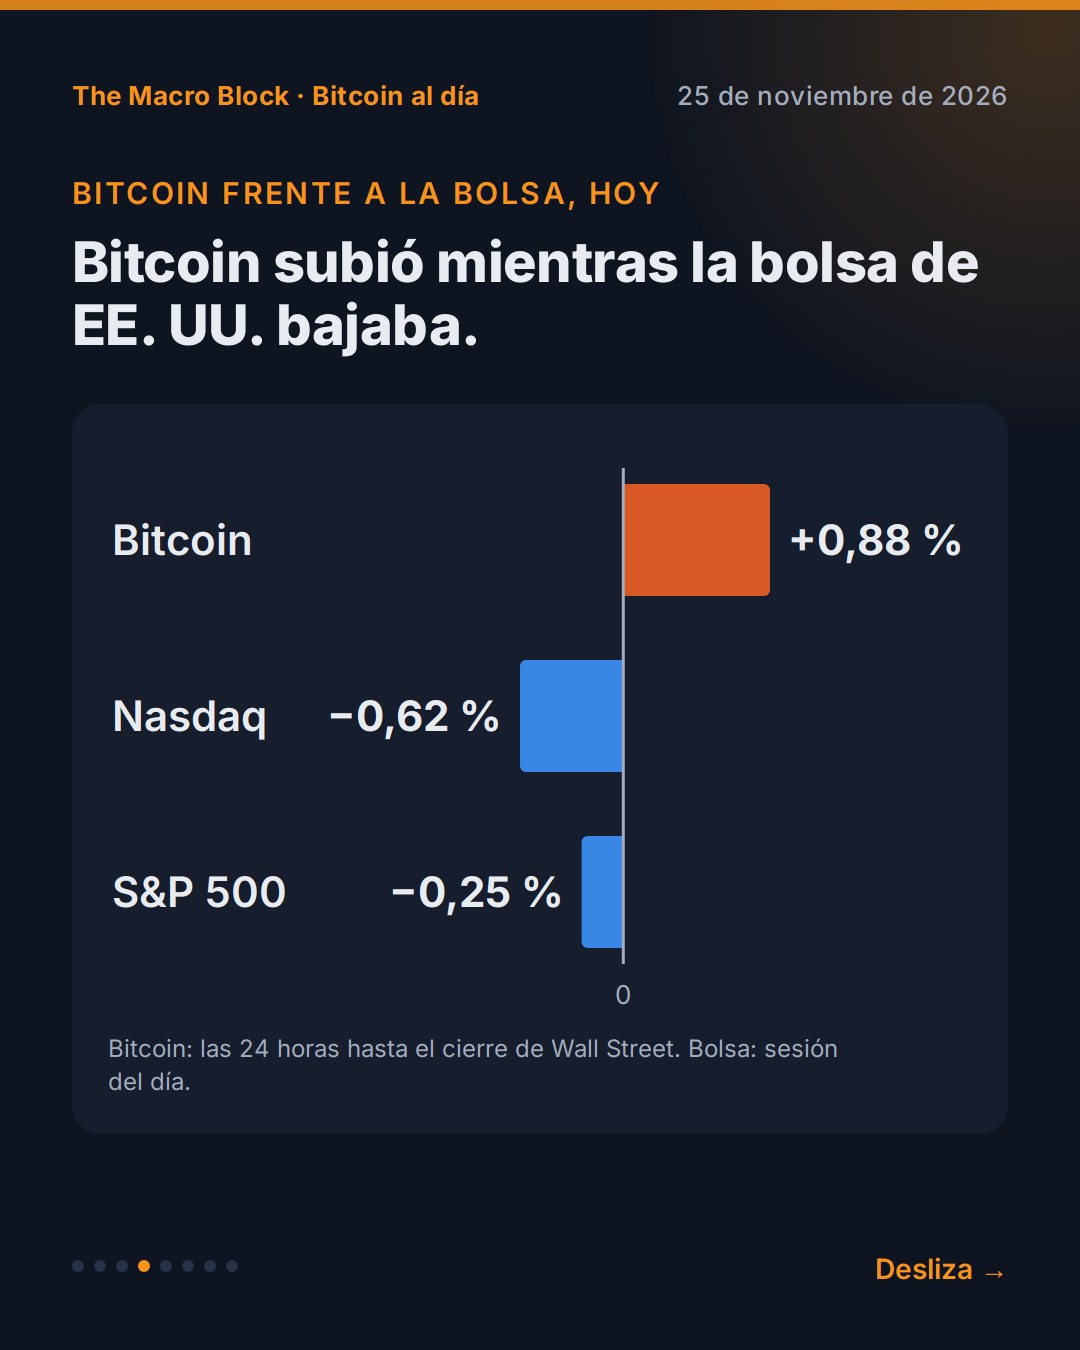 The Macro Block · Bitcoin al día
25 de noviembre de 2026
BITCOIN FRENTE A LA BOLSA, HOY
Bitcoin subió mientras la bolsa de
EE. UU. bajaba.
Bitcoin
+0,88 %
Nasdaq
−0,62 %
S&P 500
−0,25 %
0
Bitcoin: las 24 horas hasta el cierre de Wall Street. Bolsa: sesión
del día.
Desliza →